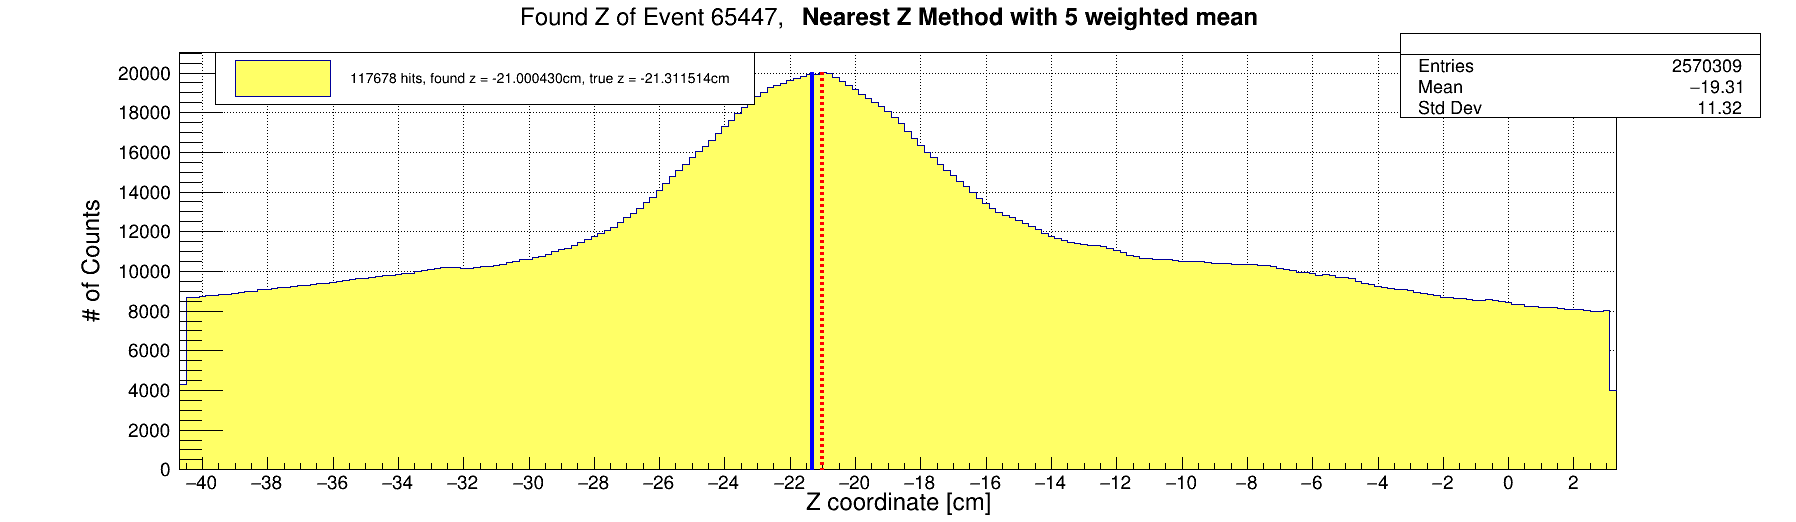 Found Z of Event 65447, Nearest Z Method with 5 weighted mean
117678 hits, found z = -21.000430cm, true z = -21.311514cm
Entries 2570309
Mean −19.31
Std Dev 11.32
# of Counts
20000
18000
16000
14000
12000
10000
8000
6000
4000
2000
0
−40 −38 −36 −34 −32 −30 −28 −26 −24 −22 −20 −18 −16 −14 −12 −10 −8 −6 −4 −2 0 2
Z coordinate [cm]